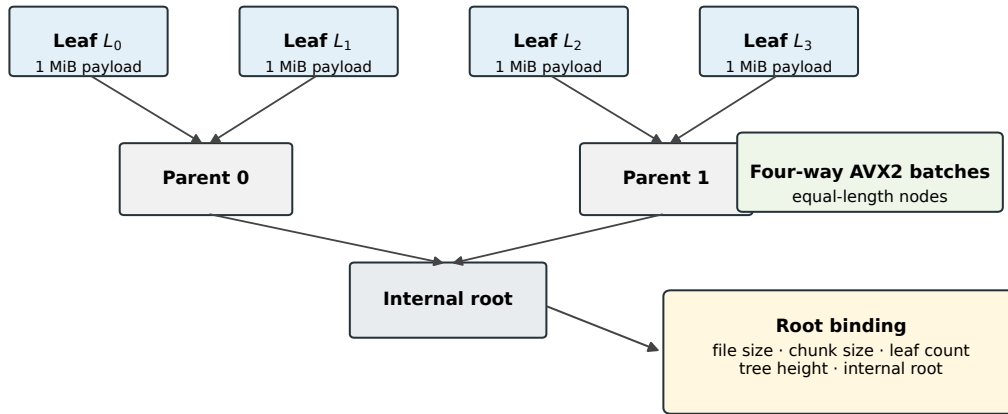 Leaf L₀
1 MiB payload
Leaf L₁
1 MiB payload
Leaf L₂
1 MiB payload
Leaf L₃
1 MiB payload
Parent 0
Parent 1
Four-way AVX2 batches
equal-length nodes
Internal root
Root binding
file size · chunk size · leaf count
tree height · internal root